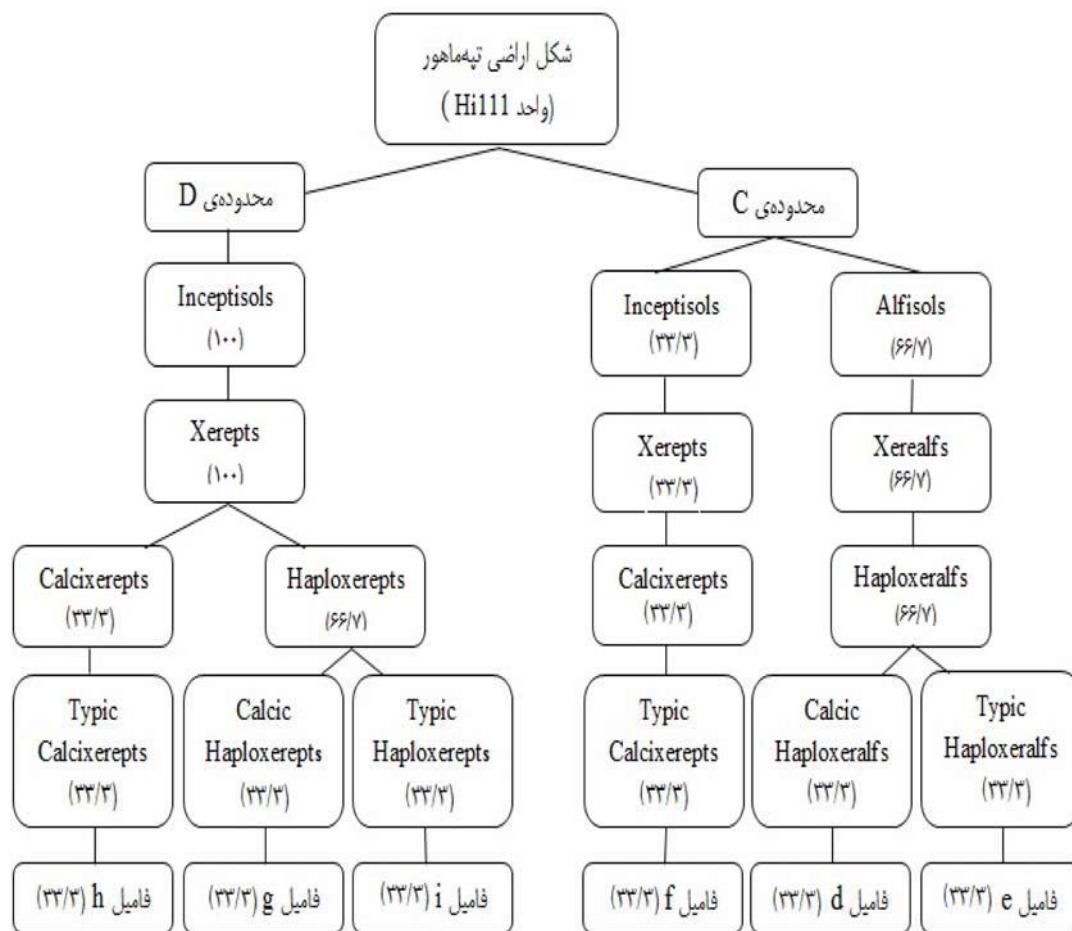 شکل اراضی تپه‌ماهور
(واحد Hi111 )
محدوده‌ی D
محدوده‌ی C
Inceptisols
(۱۰۰)
Inceptisols
(۳۳/۳)
Alfisols
(۶۶/۷)
Xerepts
(۱۰۰)
Xerepts
(۳۳/۳)
Xerealfs
(۶۶/۷)
Calcixerepts
(۳۳/۳)
Haploxerepts
(۶۶/۷)
Calcixerepts
(۳۳/۳)
Haploxeralfs
(۶۶/۷)
Typic
Calcixerepts
(۳۳/۳)
Calcic
Haploxerepts
(۳۳/۳)
Typic
Haploxerepts
(۳۳/۳)
Typic
Calcixerepts
(۳۳/۳)
Calcic
Haploxeralfs
(۳۳/۳)
Typic
Haploxeralfs
(۳۳/۳)
فامیل h (۳۳/۳)
فامیل g (۳۳/۳)
فامیل i (۳۳/۳)
فامیل f (۳۳/۳)
فامیل d (۳۳/۳)
فامیل e (۳۳/۳)